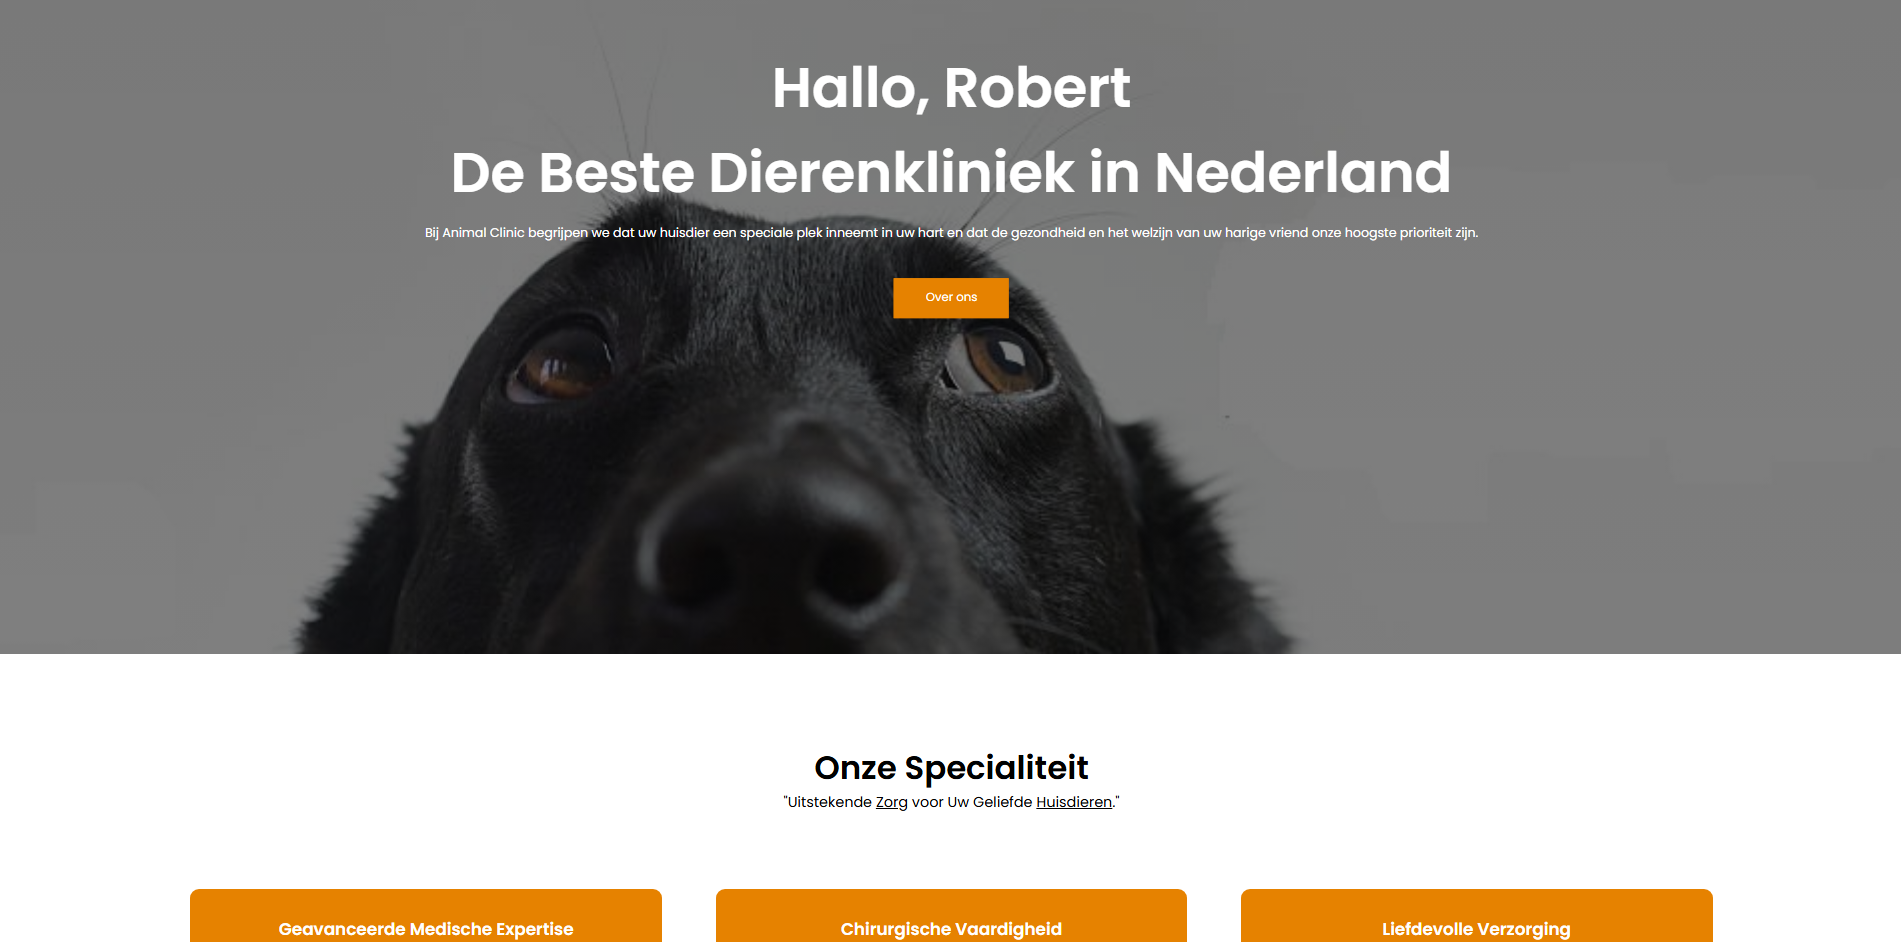 Hallo, Robert
De Beste Dierenkliniek in Nederland
Bij Animal Clinic begrijpen we dat uw huisdier een speciale plek inneemt in uw hart en dat de gezondheid en het welzijn van uw harige vriend onze hoogste prioriteit zijn.
Over ons
Onze Specialiteit
"Uitstekende Zorg voor Uw Geliefde Huisdieren."
Geavanceerde Medische Expertise
Chirurgische Vaardigheid
Liefdevolle Verzorging